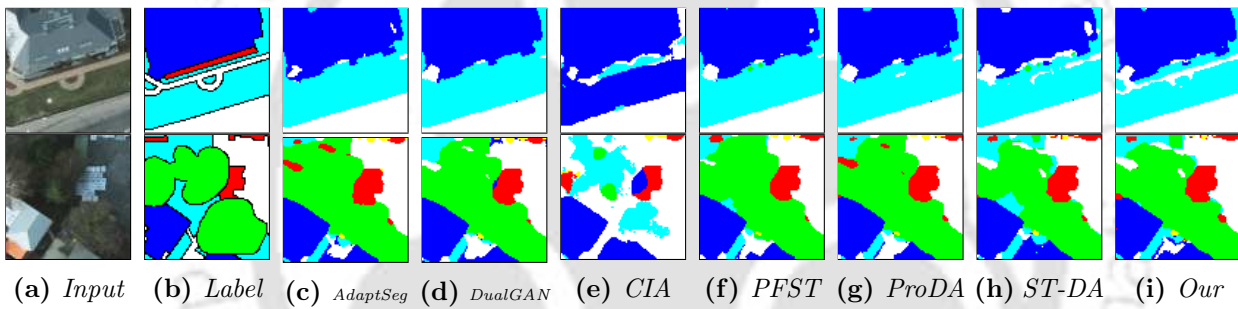 (a) Input (b) Label (c) AdaptSeg (d) DualGAN (e) CIA (f) PFST (g) ProDA (h) ST-DA (i) Our